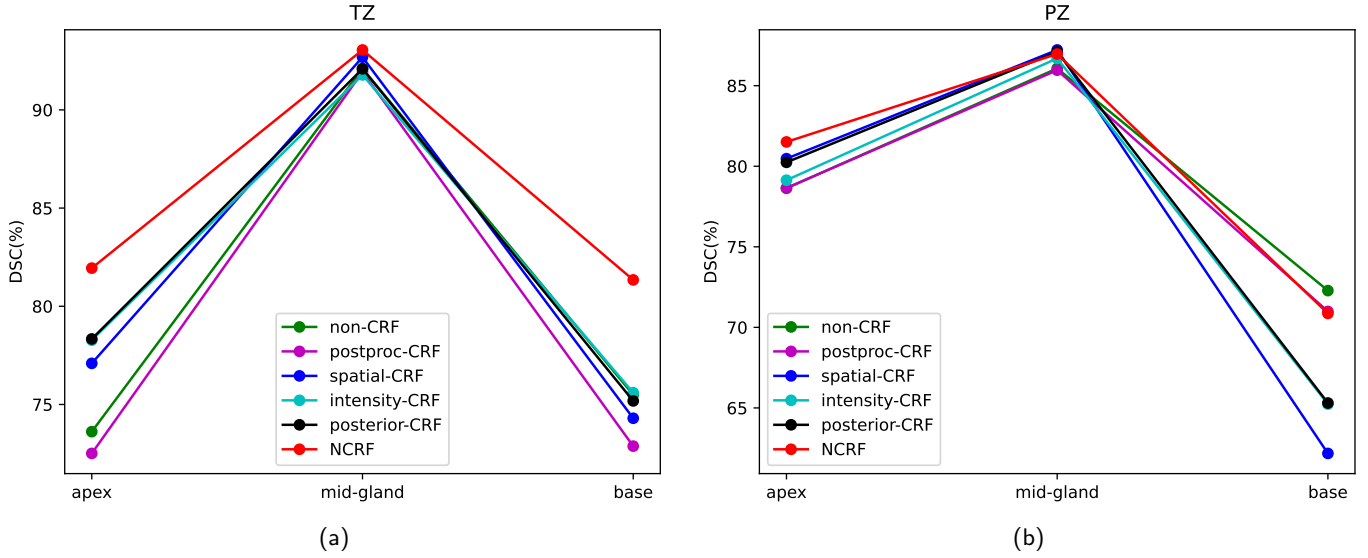 TZ
DSC(%)
90
85
80
75
non-CRF
postproc-CRF
spatial-CRF
intensity-CRF
posterior-CRF
NCRF
apex
mid-gland
base
(a)
PZ
DSC(%)
85
80
75
70
65
non-CRF
postproc-CRF
spatial-CRF
intensity-CRF
posterior-CRF
NCRF
apex
mid-gland
base
(b)